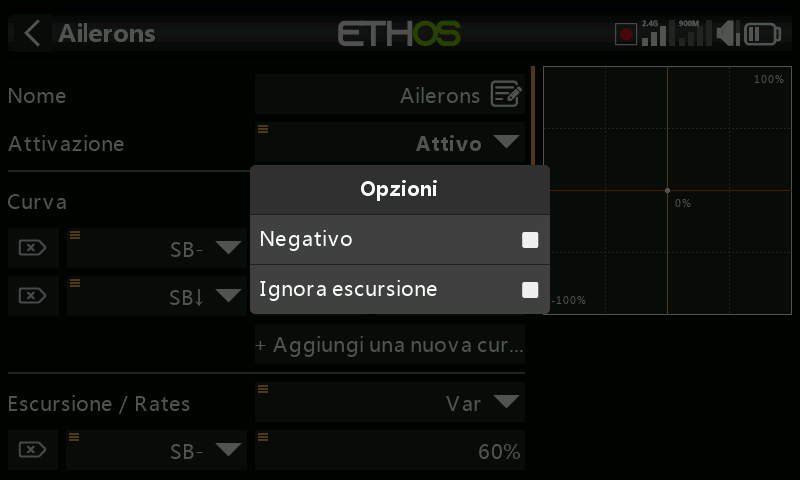 Ailerons
ETHOS
2.4G
900M
Nome
Ailerons
100%
Attivazione
Attivo
Opzioni
Curva
0%
Negativo
SB-
Ignora escursione
SB↓
-100%
+ Aggiungi una nuova cur...
Escursione / Rates
Var
SB-
60%